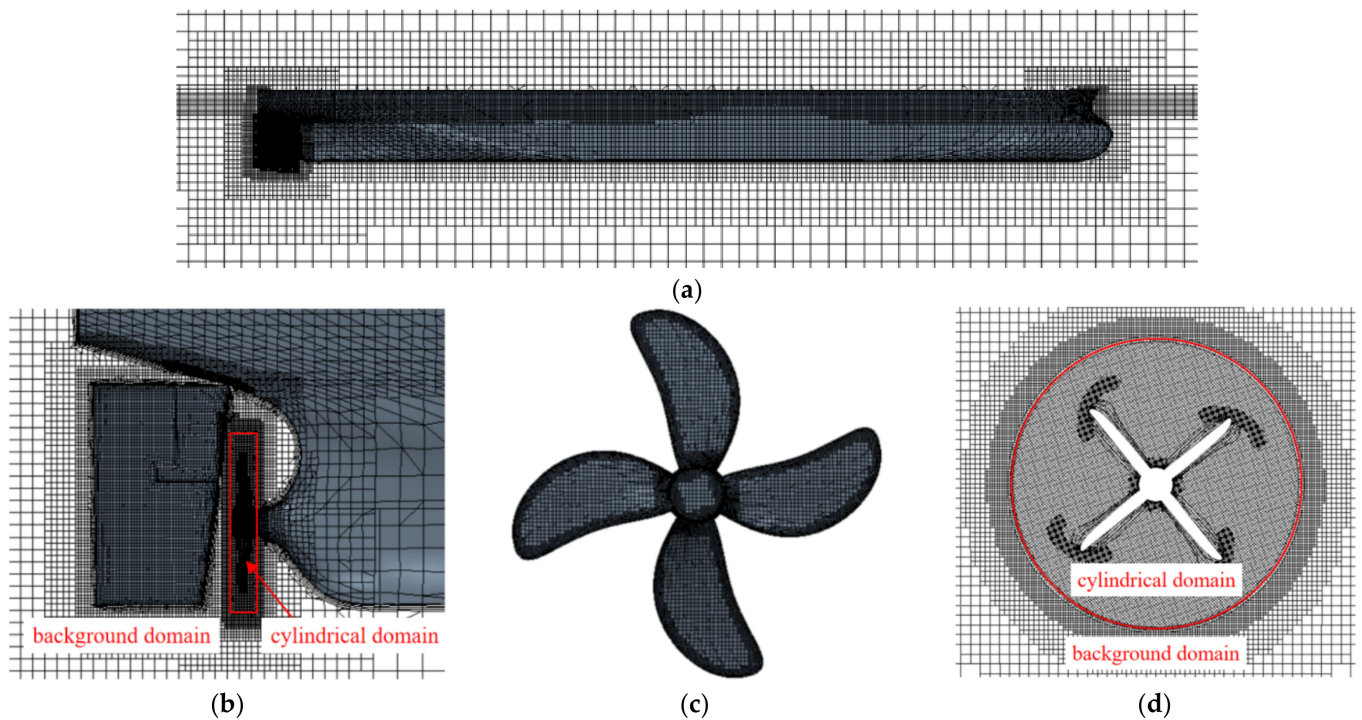 (a)
background domain
cylindrical domain
(b)
(c)
cylindrical domain
background domain
(d)